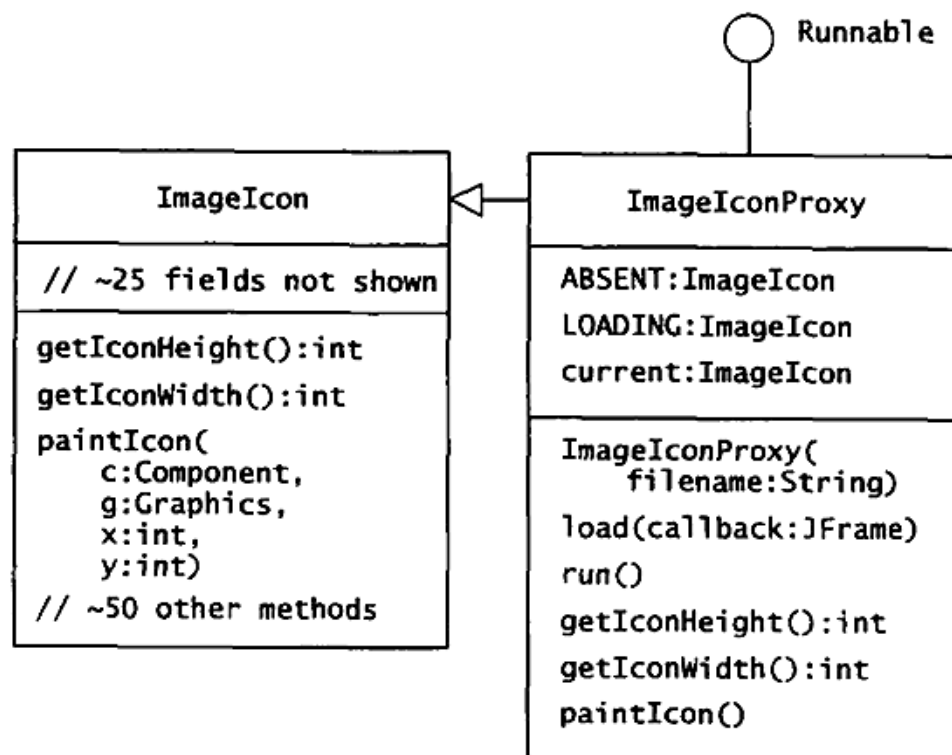 Runnable
ImageIcon
// ~25 fields not shown
getIconHeight():int
getIconWidth():int
paintIcon(
c:Component,
g:Graphics,
x:int,
y:int)
// ~50 other methods
ImageIconProxy
ABSENT:ImageIcon
LOADING:ImageIcon
current:ImageIcon
ImageIconProxy(
filename:String)
load(callback:JFrame)
run()
getIconHeight():int
getIconWidth():int
paintIcon()